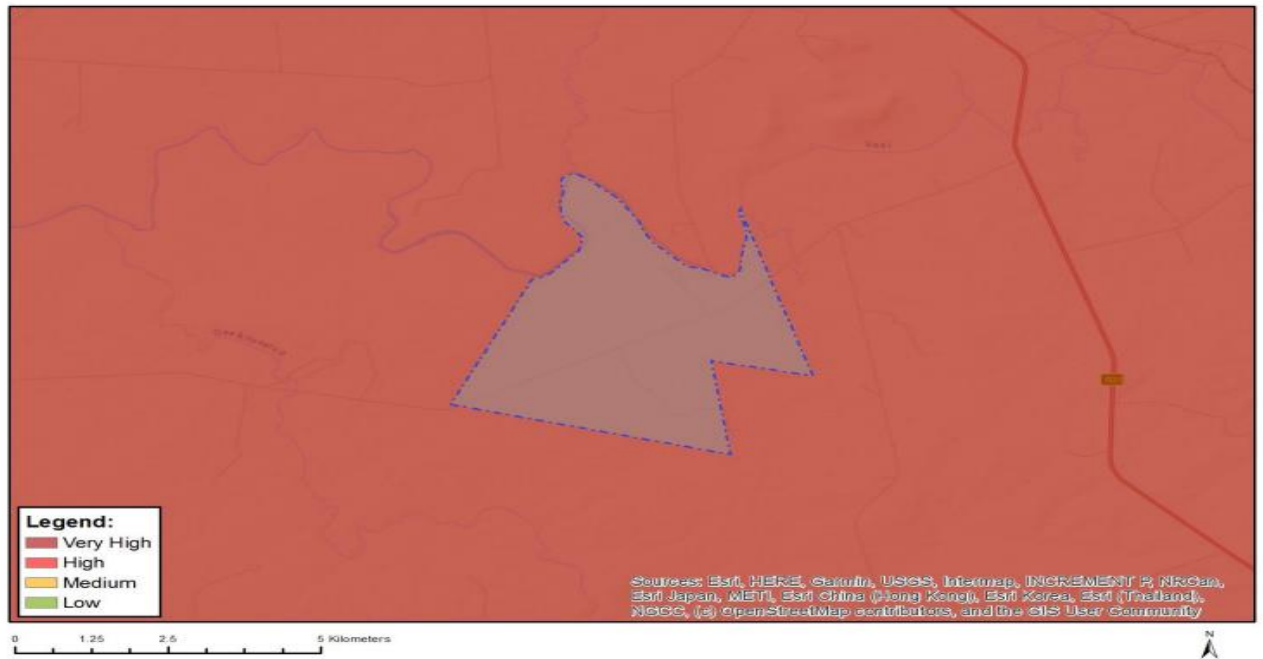 Legend:
Very High
High
Medium
Low
Sources: Esri, HERE, Garmin, USGS, Intermap, INCREMENT P, NRCan,
Esri Japan, METI, Esri China (Hong Kong), Esri Korea, Esri (Thailand),
NGCC, (c) OpenStreetMap contributors, and the GIS User Community
0 1.25 2.5 5 Kilometers
N